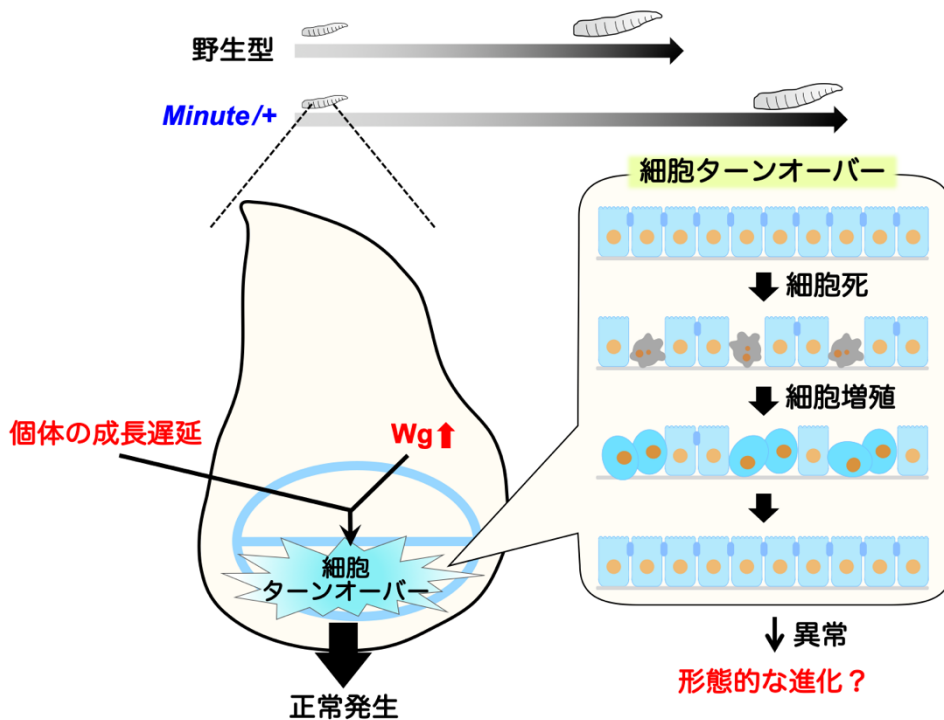 野生型
Minute/+
細胞ターンオーバー
細胞死
細胞増殖
個体の成長遅延
Wg⬆
細胞
ターンオーバー
正常発生
異常
形態的な進化？